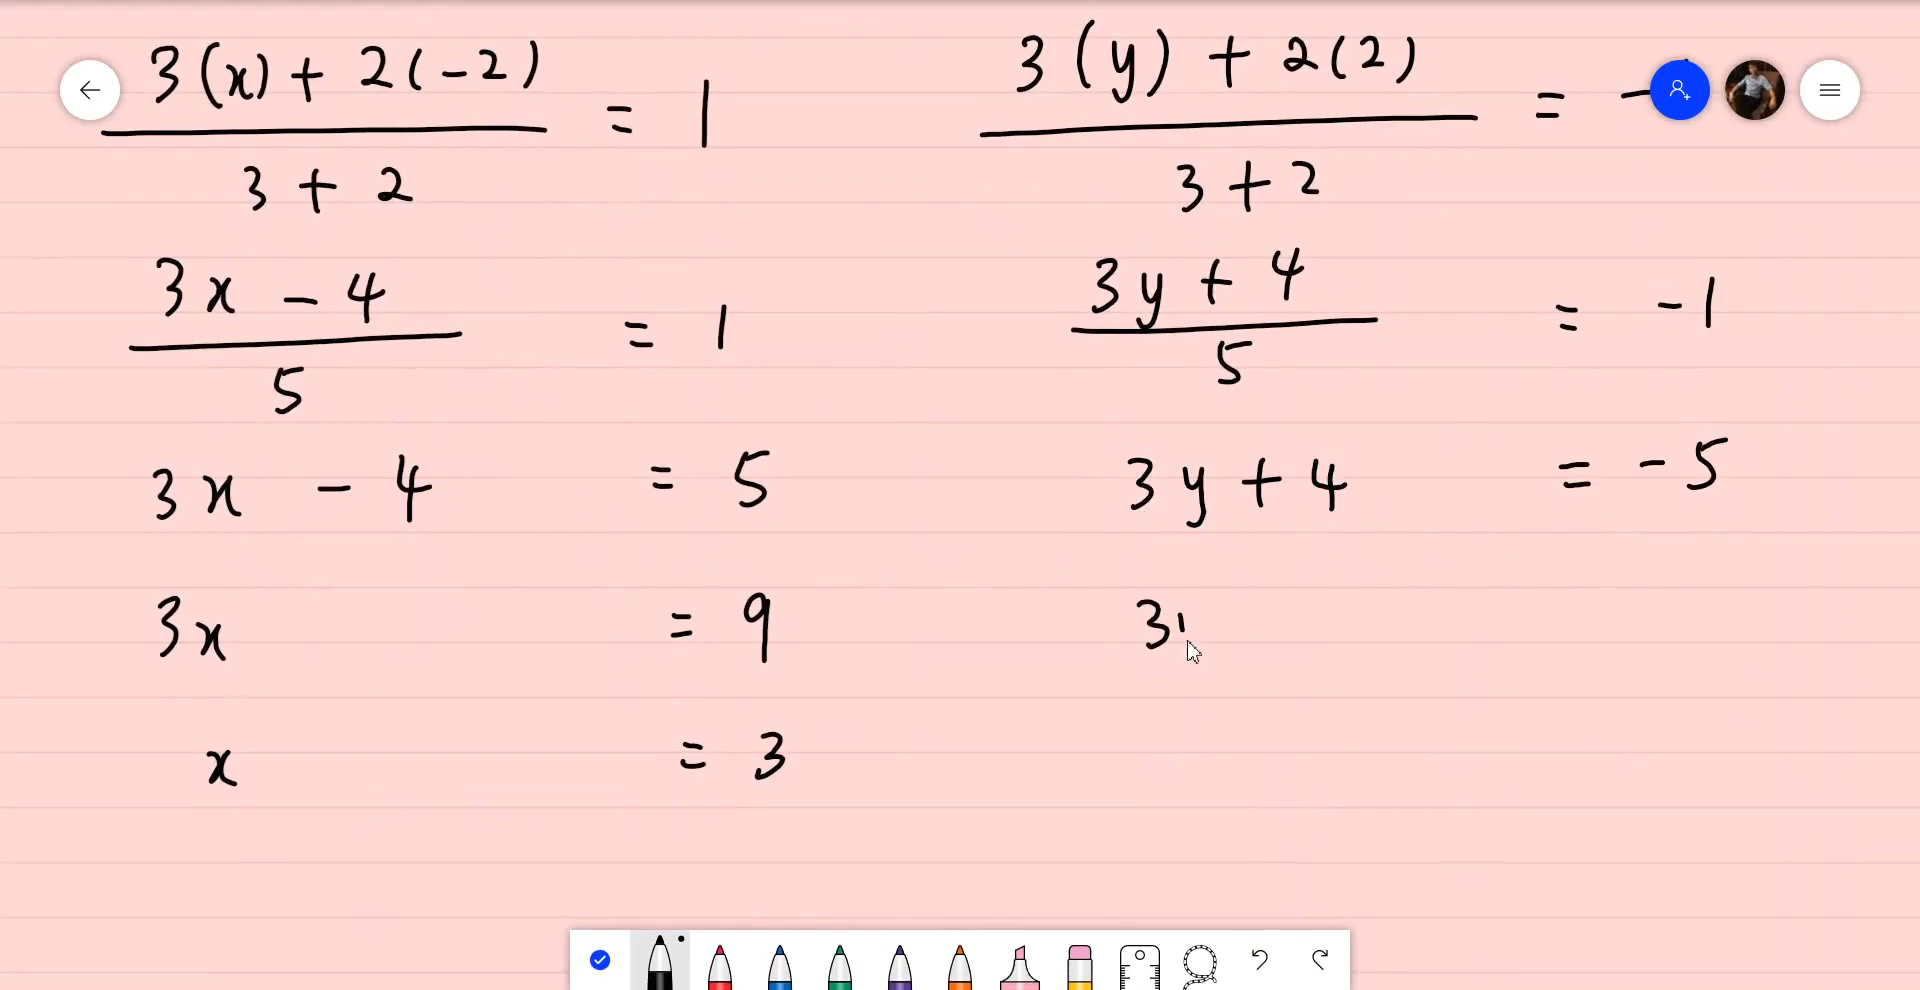 3(x) + 2(-2) = 1
3 + 2
3x - 4 = 1
5
3x - 4 = 5
3x = 9
x = 3
3(y) + 2(2) = -
3 + 2
3y + 4 = -1
5
3y + 4 = -5
3